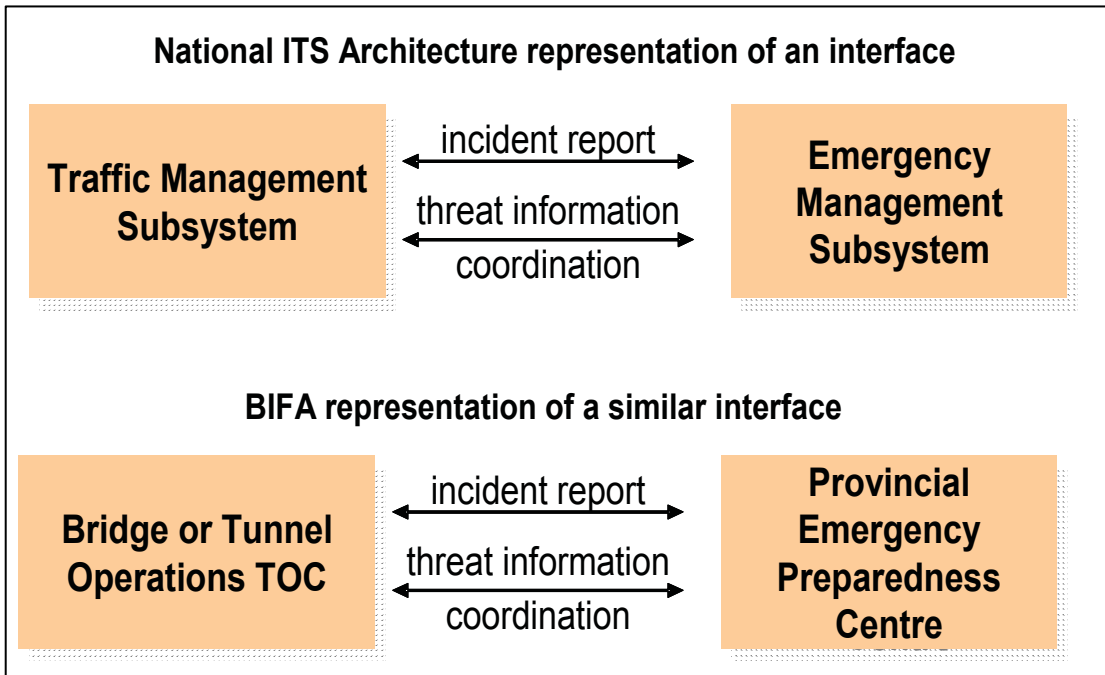 National ITS Architecture representation of an interface
Traffic Management
Subsystem
incident report
threat information
coordination
Emergency
Management
Subsystem
BIFA representation of a similar interface
Bridge or Tunnel
Operations TOC
incident report
threat information
coordination
Provincial
Emergency
Preparedness
Centre